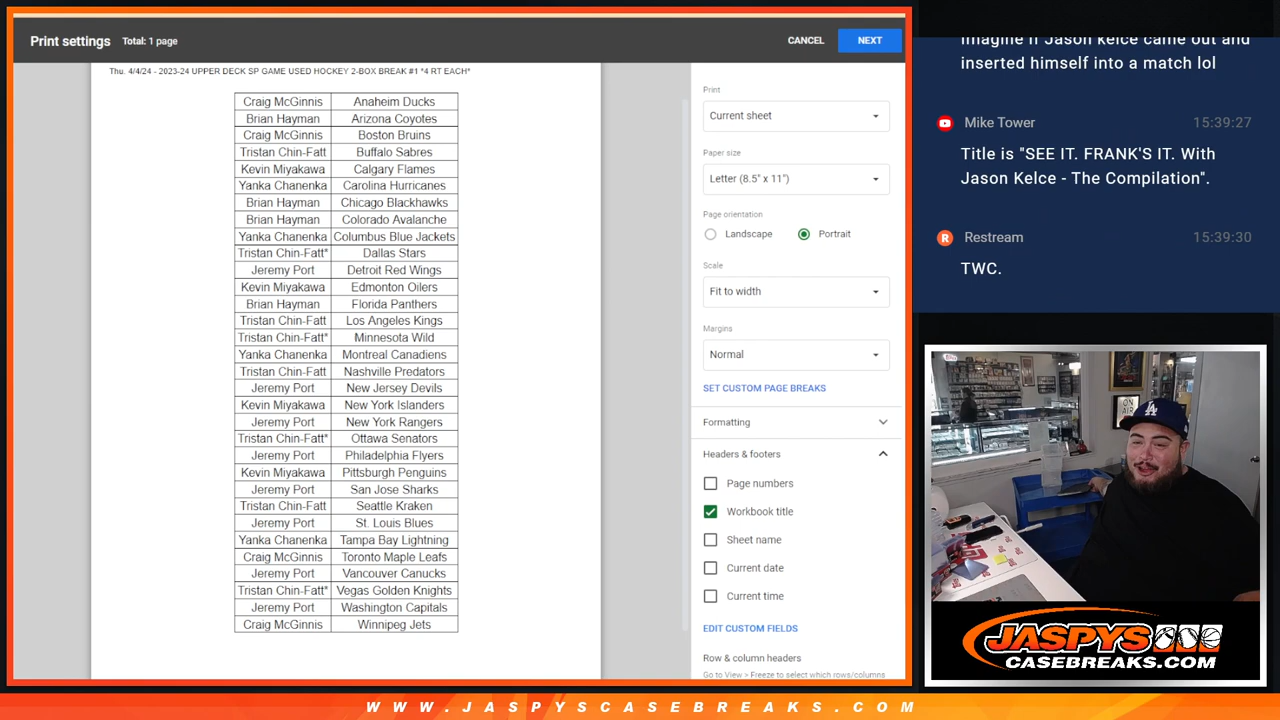 Print settings Total: 1 page CANCEL NEXT
Thu. 4/4/24 - 2023-24 UPPER DECK SP GAME USED HOCKEY 2-BOX BREAK #1 *4 RT EACH*
Craig McGinnis Anaheim Ducks
Brian Hayman Arizona Coyotes
Craig McGinnis Boston Bruins
Tristan Chin-Fatt Buffalo Sabres
Kevin Miyakawa Calgary Flames
Yanka Chanenka Carolina Hurricanes
Brian Hayman Chicago Blackhawks
Brian Hayman Colorado Avalanche
Yanka Chanenka Columbus Blue Jackets
Tristan Chin-Fatt* Dallas Stars
Jeremy Port Detroit Red Wings
Kevin Miyakawa Edmonton Oilers
Brian Hayman Florida Panthers
Tristan Chin-Fatt Los Angeles Kings
Tristan Chin-Fatt* Minnesota Wild
Yanka Chanenka Montreal Canadiens
Tristan Chin-Fatt Nashville Predators
Jeremy Port New Jersey Devils
Kevin Miyakawa New York Islanders
Jeremy Port New York Rangers
Tristan Chin-Fatt* Ottawa Senators
Jeremy Port Philadelphia Flyers
Kevin Miyakawa Pittsburgh Penguins
Jeremy Port San Jose Sharks
Tristan Chin-Fatt Seattle Kraken
Jeremy Port St. Louis Blues
Yanka Chanenka Tampa Bay Lightning
Craig McGinnis Toronto Maple Leafs
Jeremy Port Vancouver Canucks
Tristan Chin-Fatt* Vegas Golden Knights
Jeremy Port Washington Capitals
Craig McGinnis Winnipeg Jets
Print
Current sheet
Paper size
Letter (8.5" x 11")
Page orientation
Landscape Portrait
Scale
Fit to width
Margins
Normal
SET CUSTOM PAGE BREAKS
Formatting
Headers & footers
Page numbers
Workbook title
Sheet name
Current date
Current time
EDIT CUSTOM FIELDS
Row & column headers
Go to View > Freeze to select which rows/columns
Imagine if Jason kelce came out and
inserted himself into a match lol
Mike Tower 15:39:27
Title is "SEE IT. FRANK'S IT. With
Jason Kelce - The Compilation".
Restream 15:39:30
TWC.
ON
AIR
LA
JASPYS
CASEBREAKS.COM
WWW.JASPYSCASEBREAKS.COM